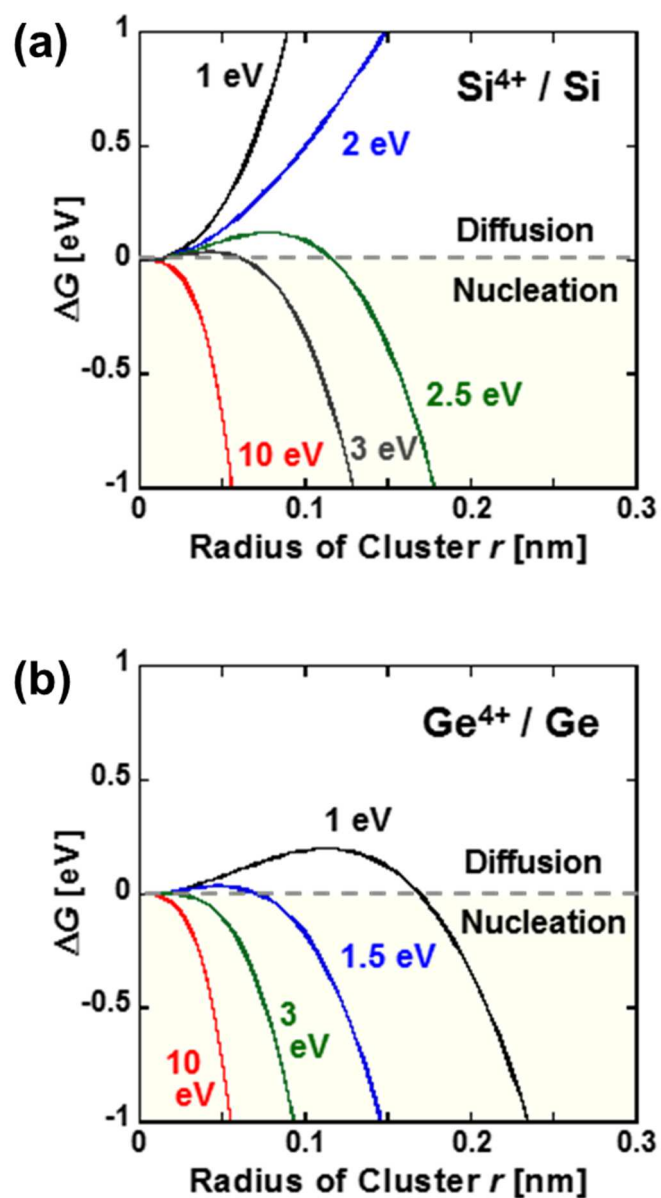 (a)
1
0.5
0
-0.5
-1
ΔG [eV]
1 eV
Si⁴⁺ / Si
2 eV
Diffusion
Nucleation
2.5 eV
10 eV
3 eV
0
0.1
0.2
0.3
Radius of Cluster r [nm]
(b)
1
0.5
0
-0.5
-1
ΔG [eV]
Ge⁴⁺ / Ge
1 eV
Diffusion
Nucleation
1.5 eV
3
eV
10
eV
0
0.1
0.2
0.3
Radius of Cluster r [nm]